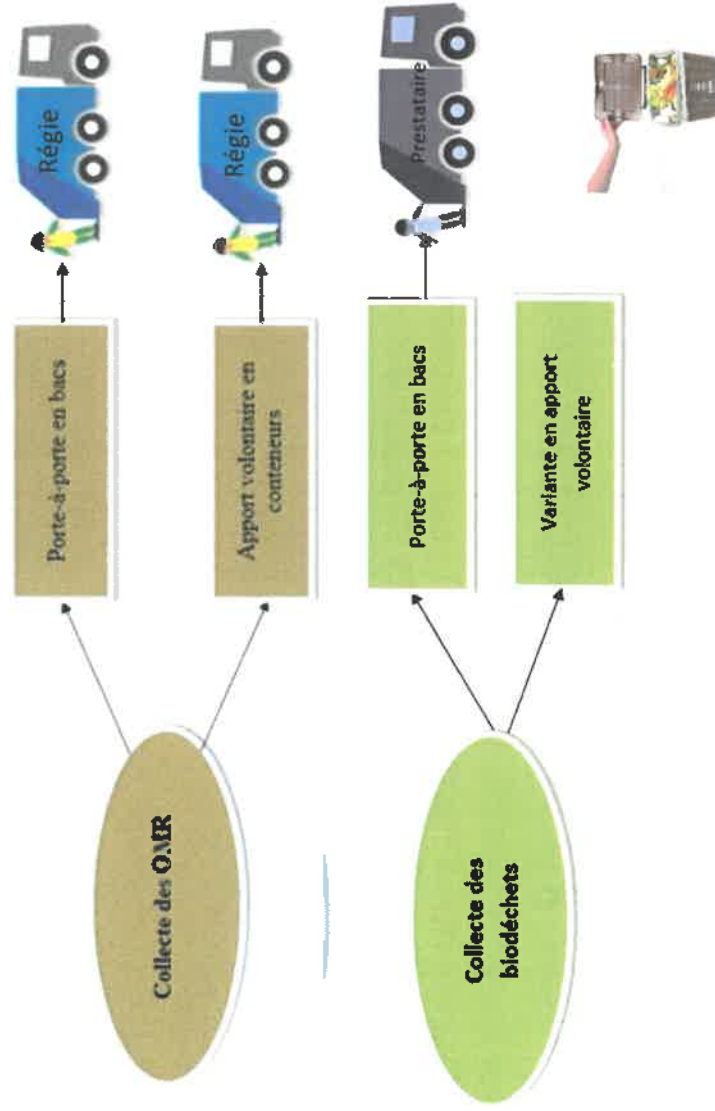 Collecte des OMR
Porte-à-porte en bacs
Régie
Apport volontaire en
conteneurs
Régie
Collecte des
biodéchets
Porte-à-porte en bacs
Prestataire
Variante en apport
volontaire